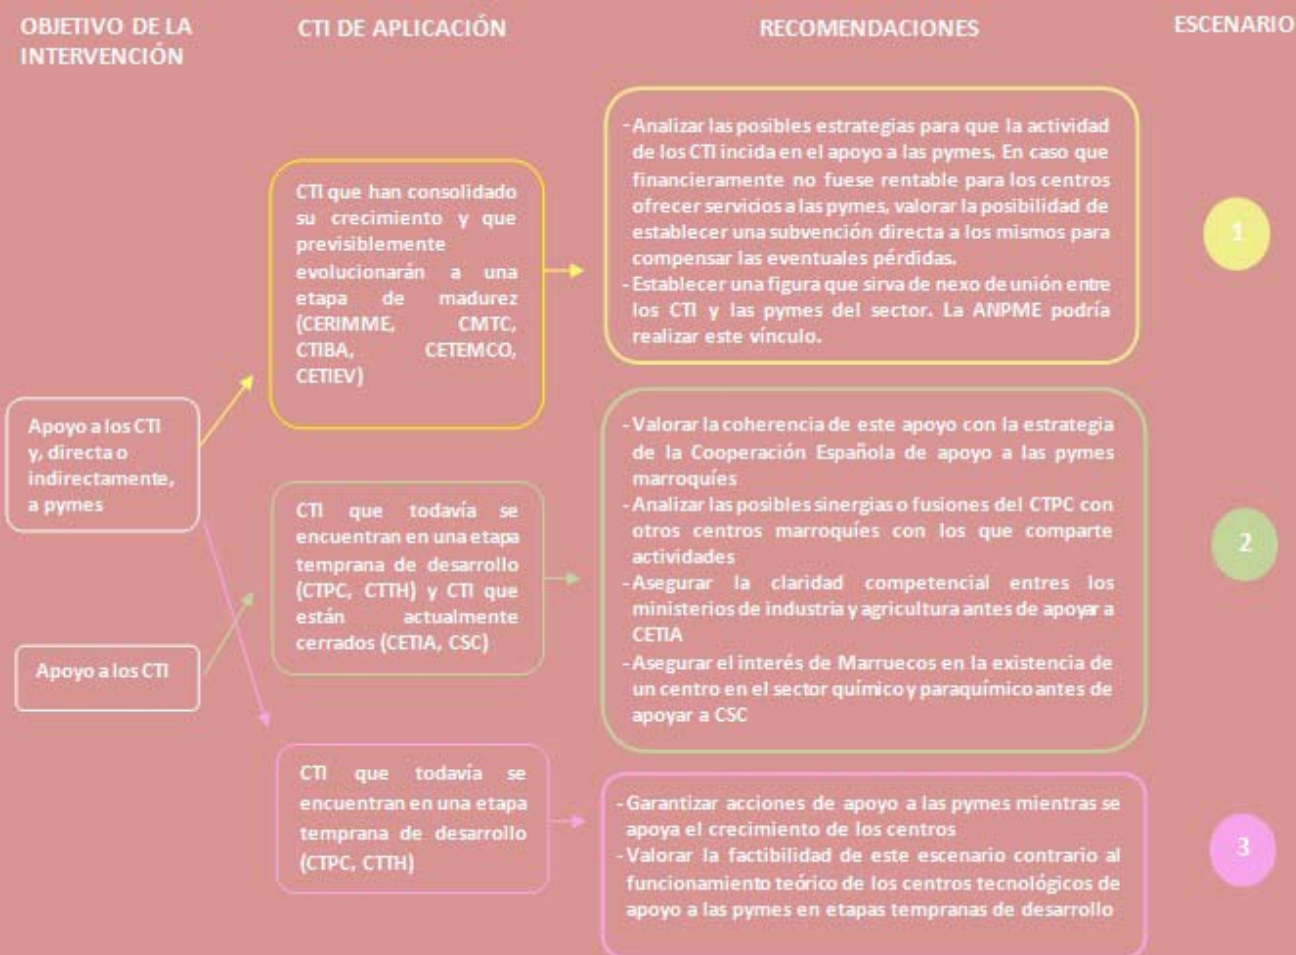 OBJETIVO DE LA
INTERVENCIÓN
CTI DE APLICACIÓN
RECOMENDACIONES
ESCENARIO
Apoyo a los CTI
y, directa o
indirectamente,
a pymes
Apoyo a los CTI
CTI que han consolidado
su crecimiento y que
previsiblemente
evolucionarán a una
etapa de madurez
(CERIMME, CMTC,
CTIBA, CETEMCO,
CETIEV)
- Analizar las posibles estrategias para que la actividad
de los CTI incida en el apoyo a las pymes. En caso que
financieramente no fuese rentable para los centros
ofrecer servicios a las pymes, valorar la posibilidad de
establecer una subvención directa a los mismos para
compensar las eventuales pérdidas.
- Establecer una figura que sirva de nexo de unión entre
los CTI y las pymes del sector. La ANPME podría
realizar este vínculo.
1
CTI que todavía se
encuentran en una etapa
temprana de desarrollo
(CTPC, CTTH) y CTI que
están actualmente
cerrados (CETIA, CSC)
- Valorar la coherencia de este apoyo con la estrategia
de la Cooperación Española de apoyo a las pymes
marroquíes
- Analizar las posibles sinergias o fusiones del CTPC con
otros centros marroquíes con los que comparte
actividades
- Asegurar la claridad competencial entres los
ministerios de industria y agricultura antes de apoyar a
CETIA
- Asegurar el interés de Marruecos en la existencia de
un centro en el sector químico y paraquímico antes de
apoyar a CSC
2
CTI que todavía se
encuentran en una etapa
temprana de desarrollo
(CTPC, CTTH)
- Garantizar acciones de apoyo a las pymes mientras se
apoya el crecimiento de los centros
- Valorar la factibilidad de este escenario contrario al
funcionamiento teórico de los centros tecnológicos de
apoyo a las pymes en etapas tempranas de desarrollo
3